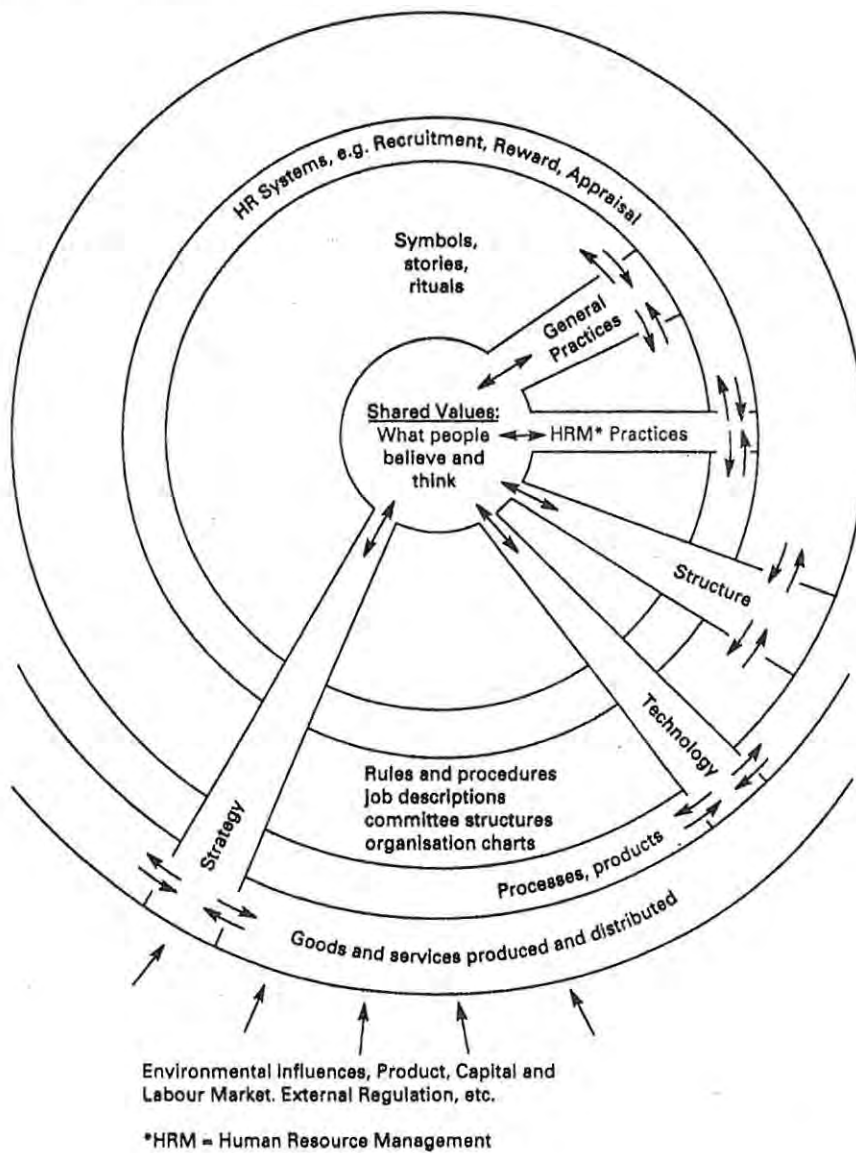 HR Systems, e.g. Recruitment, Reward, Appraisal
Symbols,
stories,
rituals
General
Practices
Shared Values:
What people
believe and
think
HRM* Practices
Structure
Technology
Strategy
Rules and procedures
job descriptions
committee structures
organisation charts
Processes, products
Goods and services produced and distributed
Environmental Influences, Product, Capital and
Labour Market. External Regulation, etc.
*HRM = Human Resource Management